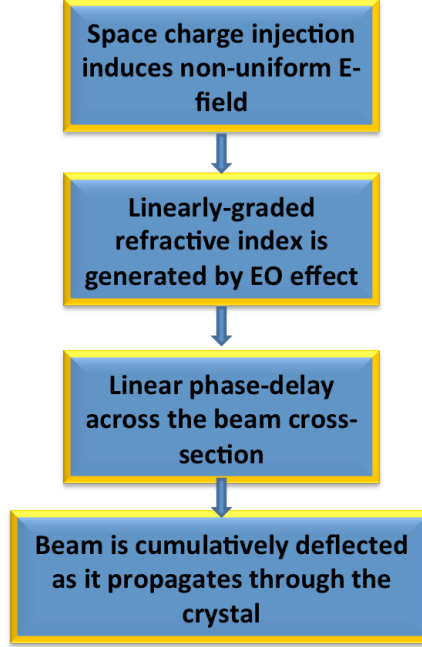 Space charge injection
induces non-uniform E-
field
Linearly-graded
refractive index is
generated by EO effect
Linear phase-delay
across the beam cross-
section
Beam is cumulatively deflected
as it propagates through the
crystal